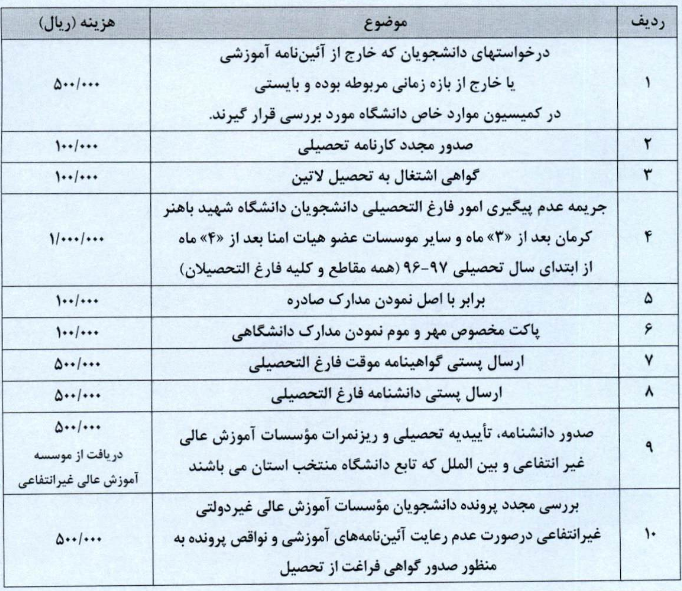 ردیف موضوع هزینه (ریال)
درخواستهای دانشجویان که خارج از آئین‌نامه آموزشی
۱ یا خارج از بازه زمانی مربوطه بوده و بایستی ۵۰۰/۰۰۰
در کمیسیون موارد خاص دانشگاه مورد بررسی قرار گیرند.
۲ صدور مجدد کارنامه تحصیلی ۱۰۰/۰۰۰
۳ گواهی اشتغال به تحصیل لاتین ۱۰۰/۰۰۰
جریمه عدم پیگیری امور فارغ التحصیلی دانشجویان دانشگاه شهید باهنر
۴ کرمان بعد از «۳» ماه و سایر موسسات عضو هیات امنا بعد از «۴» ماه ۱/۰۰۰/۰۰۰
از ابتدای سال تحصیلی ۹۷-۹۶ (همه مقاطع و کلیه فارغ التحصیلان)
۵ برابر با اصل نمودن مدارک صادره ۱۰۰/۰۰۰
۶ پاکت مخصوص مهر و موم نمودن مدارک دانشگاهی ۱۰۰/۰۰۰
۷ ارسال پستی گواهینامه موقت فارغ التحصیلی ۵۰۰/۰۰۰
۸ ارسال پستی دانشنامه فارغ التحصیلی ۵۰۰/۰۰۰
۹ صدور دانشنامه، تأییدیه تحصیلی و ریزنمرات مؤسسات آموزش عالی
غیر انتفاعی و بین الملل که تابع دانشگاه منتخب استان می باشند
۵۰۰/۰۰۰
دریافت از موسسه
آموزش عالی غیرانتفاعی
بررسی مجدد پرونده دانشجویان مؤسسات آموزش عالی غیردولتی
۱۰ غیرانتفاعی درصورت عدم رعایت آئین‌نامه‌های آموزشی و نواقص پرونده به ۵۰۰/۰۰۰
منظور صدور گواهی فراغت از تحصیل